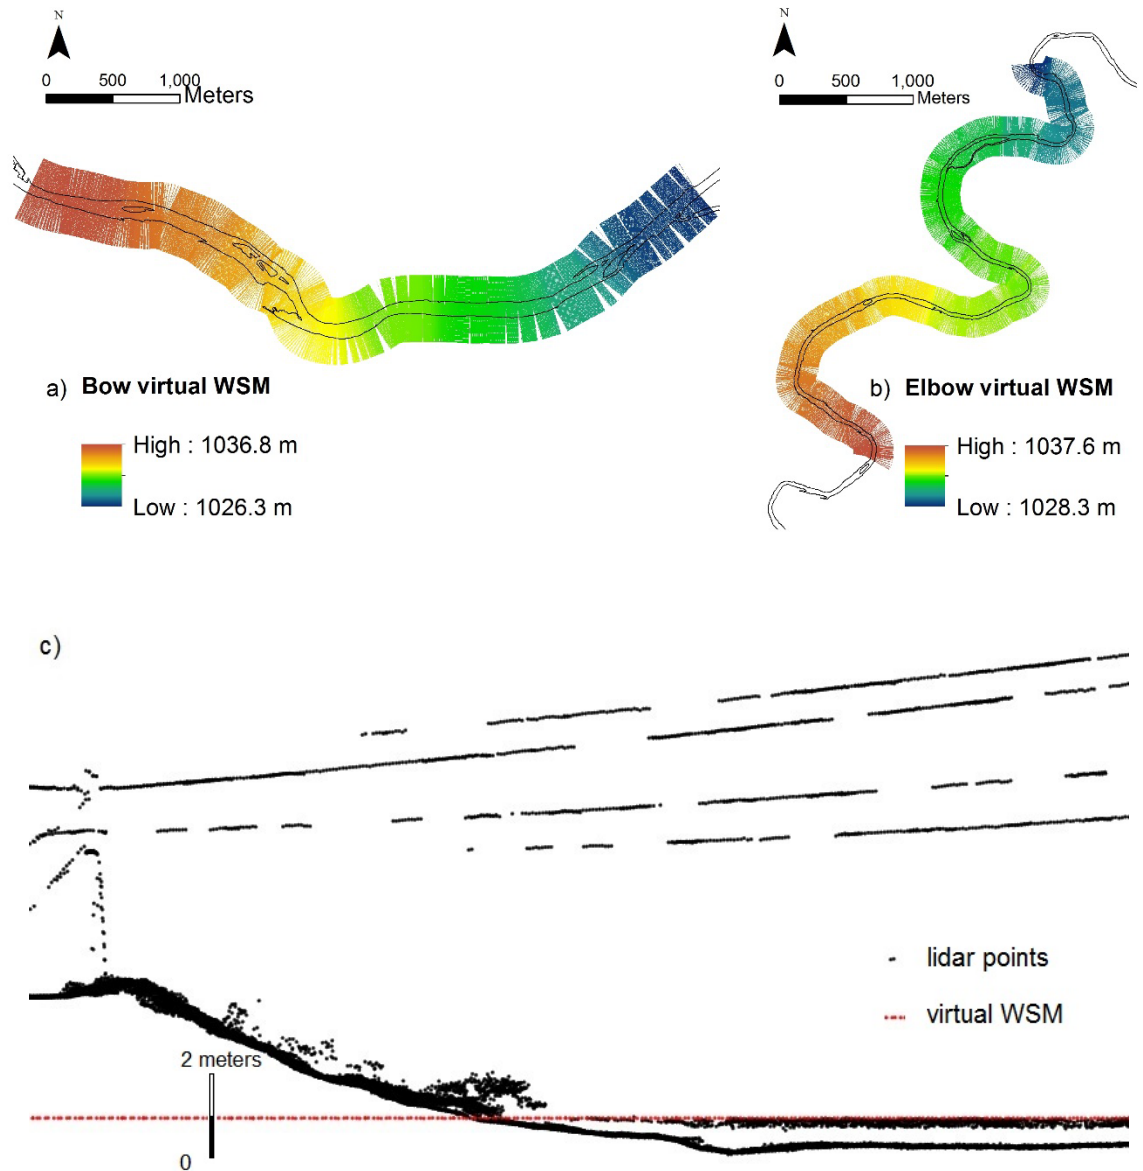 N
0 500 1,000
Meters
a) Bow virtual WSM
High : 1036.8 m
Low : 1026.3 m
N
0 500 1,000
Meters
b) Elbow virtual WSM
High : 1037.6 m
Low : 1028.3 m
c)
lidar points
virtual WSM
2 meters
0